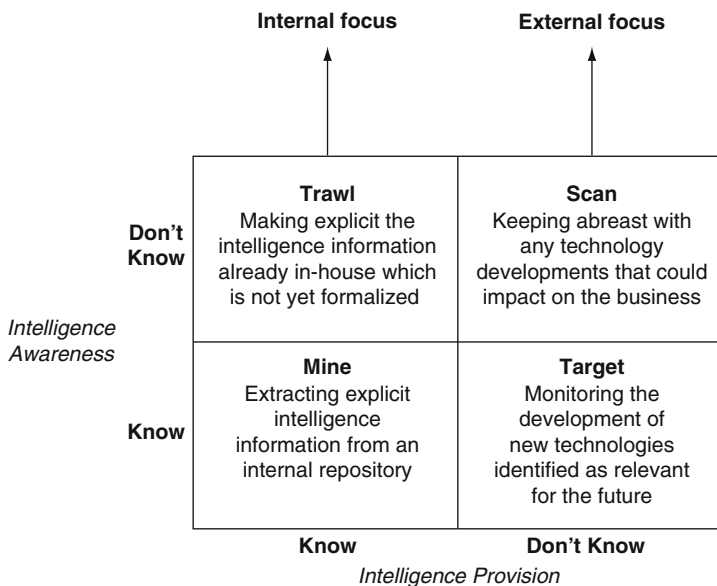 Internal focus
External focus
Trawl
Making explicit the
intelligence information
already in-house which
is not yet formalized
Scan
Keeping abreast with
any technology
developments that could
impact on the business
Don't
Know
Intelligence
Awareness
Mine
Extracting explicit
intelligence
information from an
internal repository
Target
Monitoring the
development of
new technologies
identified as relevant
for the future
Know
Know
Don't Know
Intelligence Provision